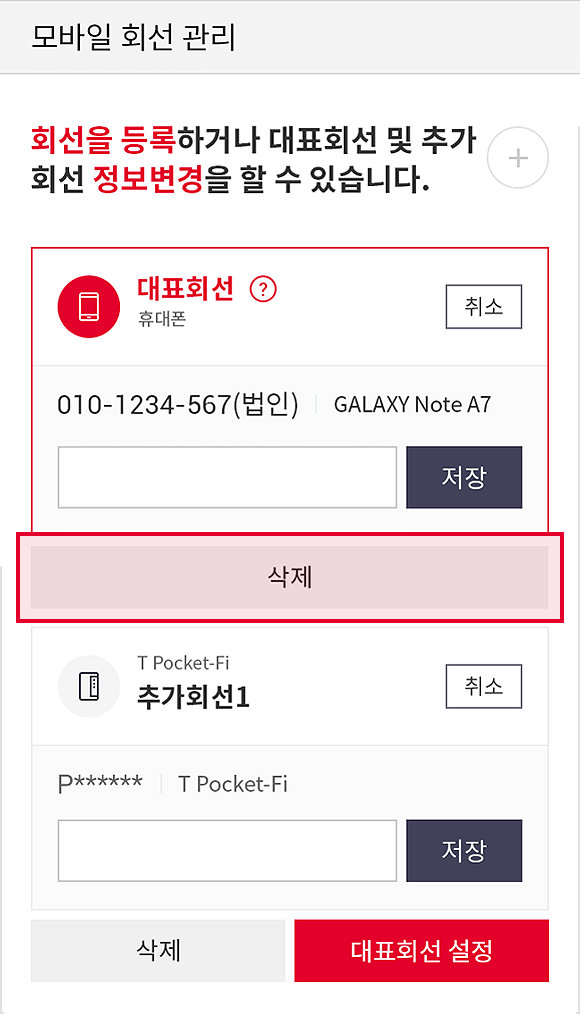 모바일 회선 관리
회선을 등록하거나 대표회선 및 추가
회선 정보변경을 할 수 있습니다.
+
대표회선 ?
휴대폰
취소
010-1234-567(법인) | GALAXY Note A7
저장
삭제
T Pocket-Fi
추가회선1
취소
P****** | T Pocket-Fi
저장
삭제
대표회선 설정